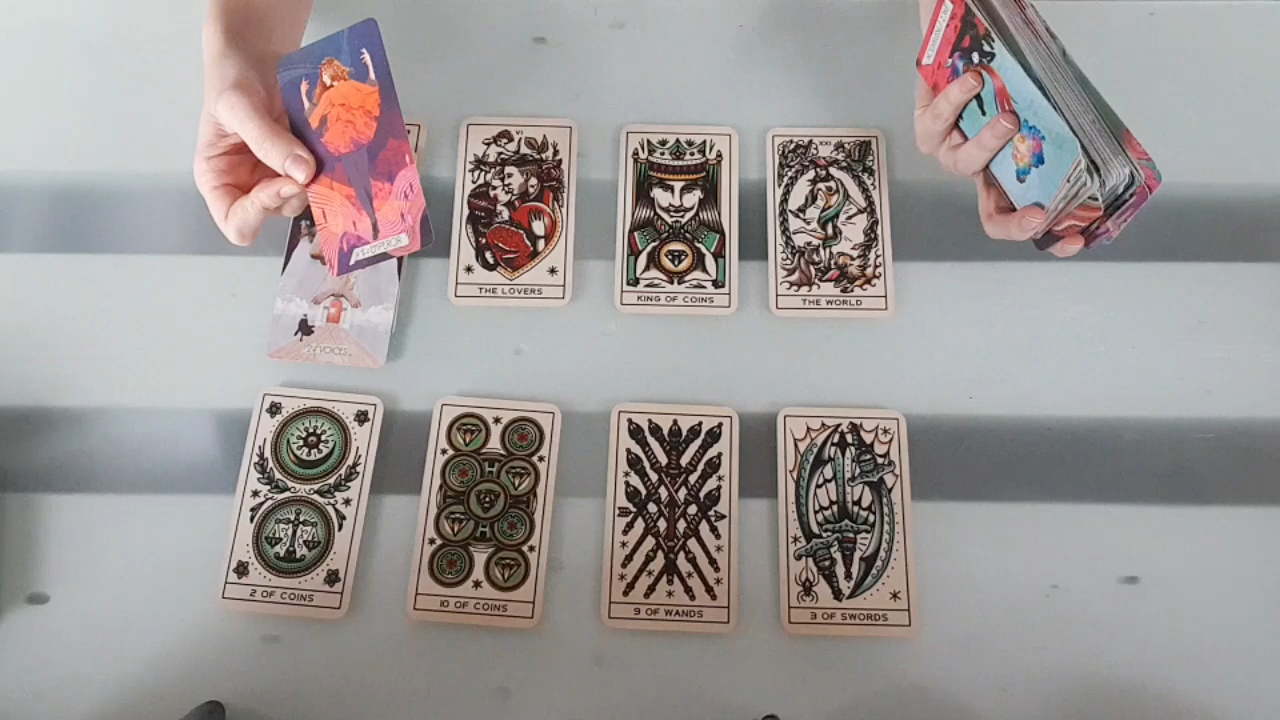 VI
THE LOVERS
KING OF COINS
XXI
THE WORLD
2 OF COINS
10 OF COINS
9 OF WANDS
3 OF SWORDS